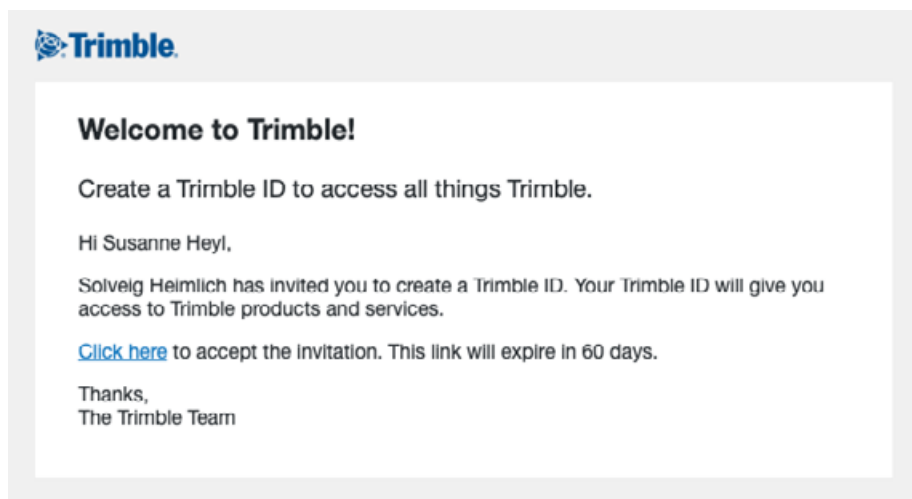 Trimble.
Welcome to Trimble!
Create a Trimble ID to access all things Trimble.
Hi Susanne Heyl,
Solveig Heimlich has invited you to create a Trimble ID. Your Trimble ID will give you
access to Trimble products and services.
Click here to accept the invitation. This link will expire in 60 days.
Thanks,
The Trimble Team